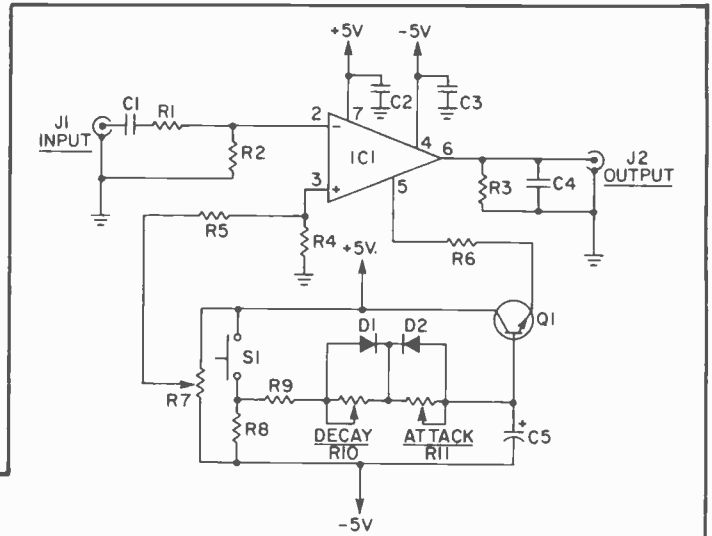 +5V
-5V
C1
R1
J1
INPUT
R2
2
7
C2
C3
4
IC1
6
3
5
R3
C4
J2
OUTPUT
R5
R4
+5V.
R6
D1
D2
Q1
S1
R7
R9
R8
DECAY
R10
ATTACK
R11
+
C5
-5V